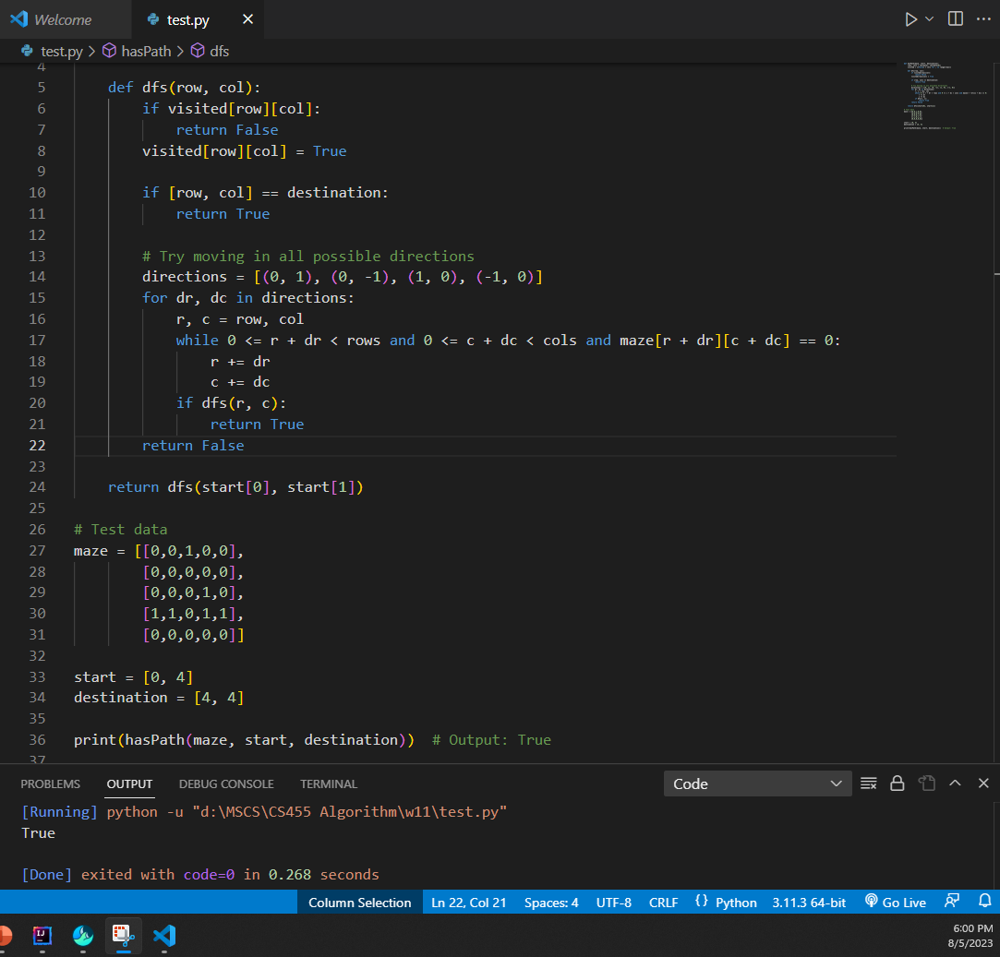 Welcome
test.py
test.py > hasPath > dfs
4
5 def dfs(row, col):
6 if visited[row][col]:
7 return False
8 visited[row][col] = True
9
10 if [row, col] == destination:
11 return True
12
13 # Try moving in all possible directions
14 directions = [(0, 1), (0, -1), (1, 0), (-1, 0)]
15 for dr, dc in directions:
16 r, c = row, col
17 while 0 <= r + dr < rows and 0 <= c + dc < cols and maze[r + dr][c + dc] == 0:
18 r += dr
19 c += dc
20 if dfs(r, c):
21 return True
22 return False
23
24 return dfs(start[0], start[1])
25
26 # Test data
27 maze = [[0,0,1,0,0],
28 [0,0,0,0,0],
29 [0,0,0,1,0],
30 [1,1,0,1,1],
31 [0,0,0,0,0]]
32
33 start = [0, 4]
34 destination = [4, 4]
35
36 print(hasPath(maze, start, destination)) # Output: True
37
PROBLEMS OUTPUT DEBUG CONSOLE TERMINAL Code
[Running] python -u "d:\MSCS\CS455 Algorithm\w11\test.py"
True
[Done] exited with code=0 in 0.268 seconds
Column Selection Ln 22, Col 21 Spaces: 4 UTF-8 CRLF {} Python 3.11.3 64-bit Go Live
IJ
6:00 PM
8/5/2023